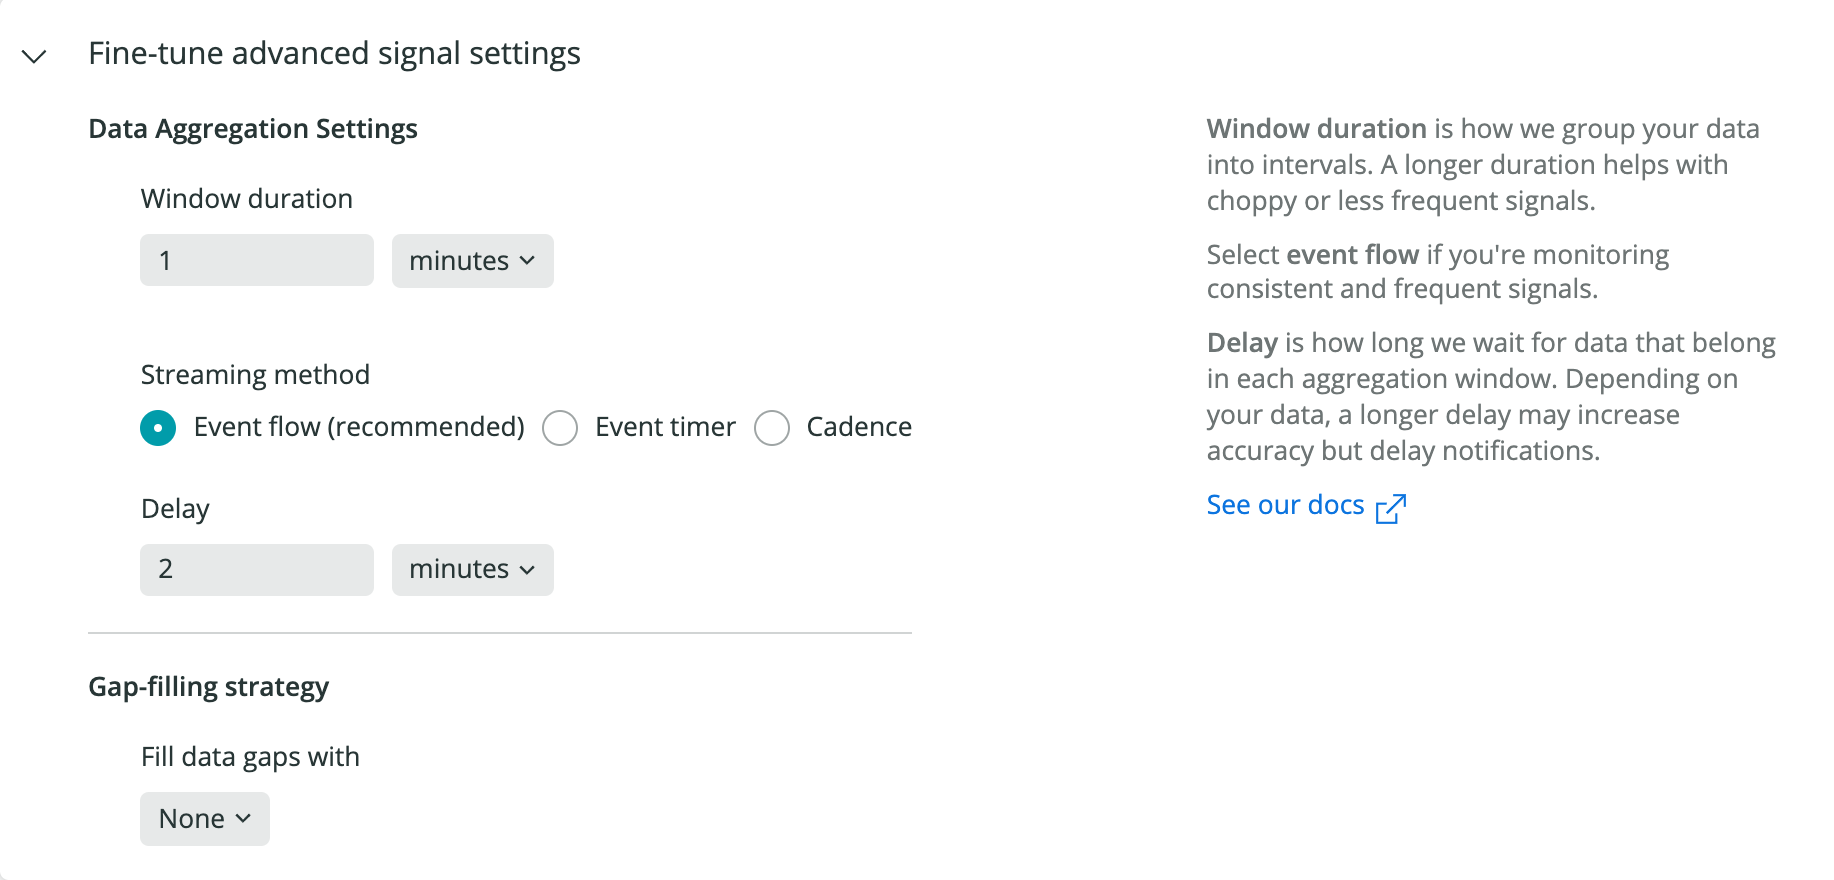 Fine-tune advanced signal settings
Data Aggregation Settings
Window duration
1
minutes
Streaming method
Event flow (recommended)
Event timer
Cadence
Delay
2
minutes
Gap-filling strategy
Fill data gaps with
None
Window duration is how we group your data
into intervals. A longer duration helps with
choppy or less frequent signals.
Select event flow if you're monitoring
consistent and frequent signals.
Delay is how long we wait for data that belong
in each aggregation window. Depending on
your data, a longer delay may increase
accuracy but delay notifications.
See our docs